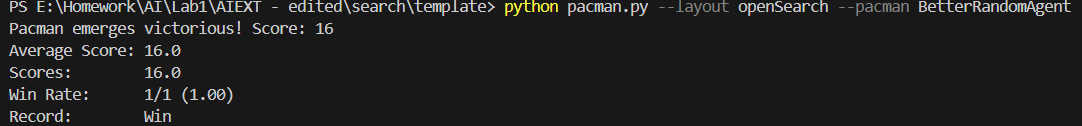 PS E:\Homework\AI\Lab1\AIEXT - edited\search\template> python pacman.py --layout openSearch --pacman BetterRandomAgent
Pacman emerges victorious! Score: 16
Average Score: 16.0
Scores:        16.0
Win Rate:      1/1 (1.00)
Record:        Win